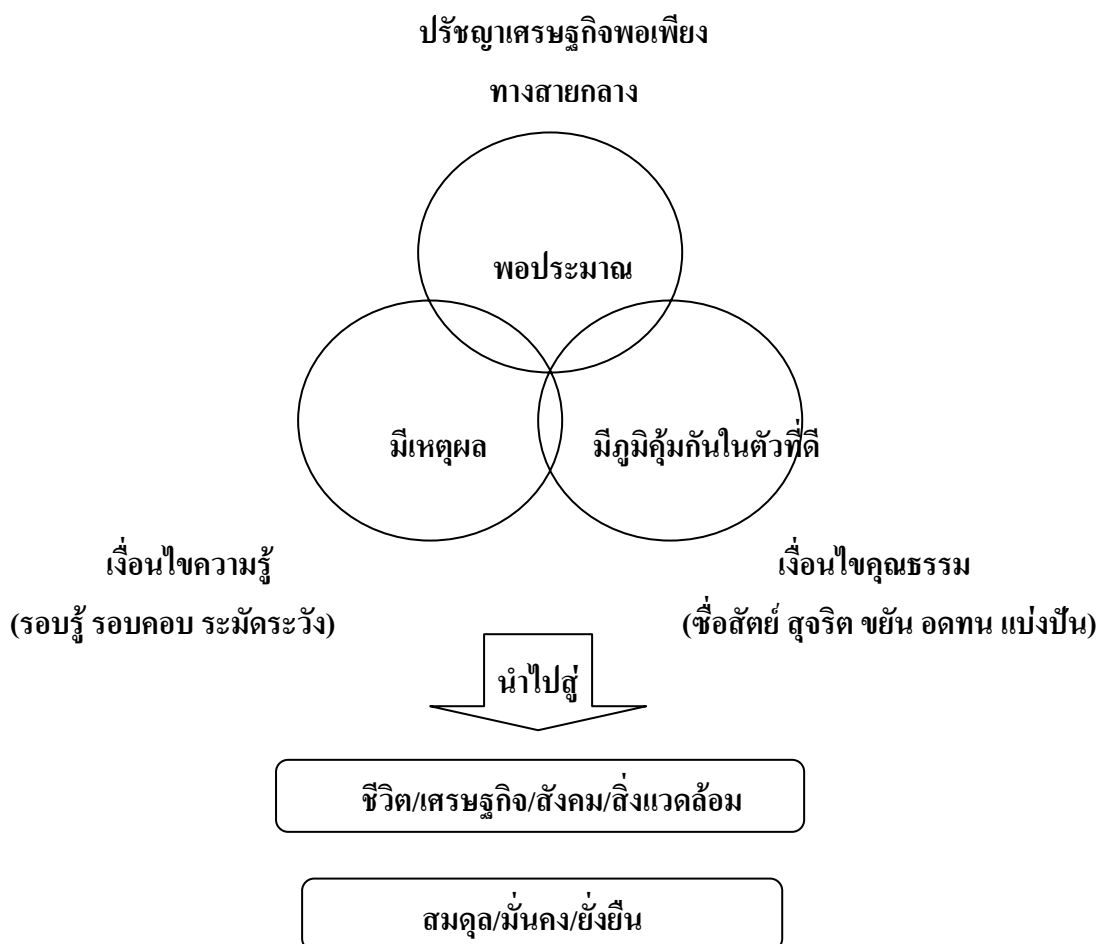 ปรัชญาเศรษฐกิจพอเพียง
ทางสายกลาง
พอประมาณ
มีเหตุผล
มีภูมิคุ้มกันในตัวที่ดี
เงื่อนไขความรู้
(รอบรู้ รอบคอบ ระมัดระวัง)
เงื่อนไขคุณธรรม
(ซื่อสัตย์ สุจริต ขยัน อดทน แบ่งปัน)
นำไปสู่
ชีวิต/เศรษฐกิจ/สังคม/สิ่งแวดล้อม
สมดุล/มั่นคง/ยั่งยืน